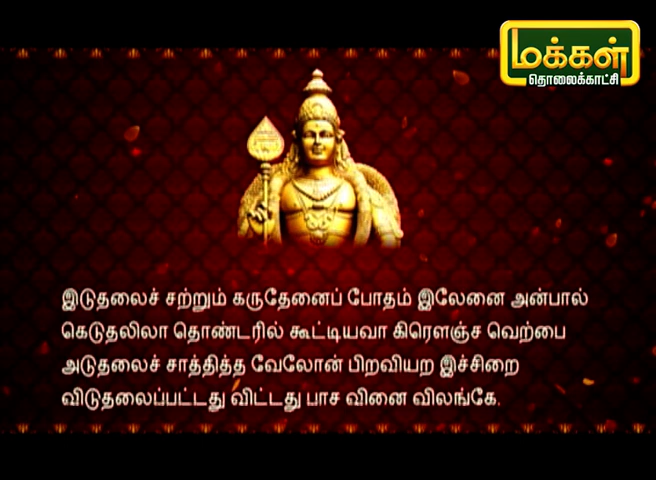 மக்கள்
தொலைக்காட்சி
இடுதலைச் சற்றும் கருதேனைப் போதம் இலேனை அன்பால்
கெடுதலிலா தொண்டரில் கூட்டியவா கிரௌஞ்ச வெற்பை
அடுதலைச் சாத்தித்த வேலோன் பிறவியற இச்சிறை
விடுதலைப்பட்டது விட்டது பாச வினை விலங்கே.